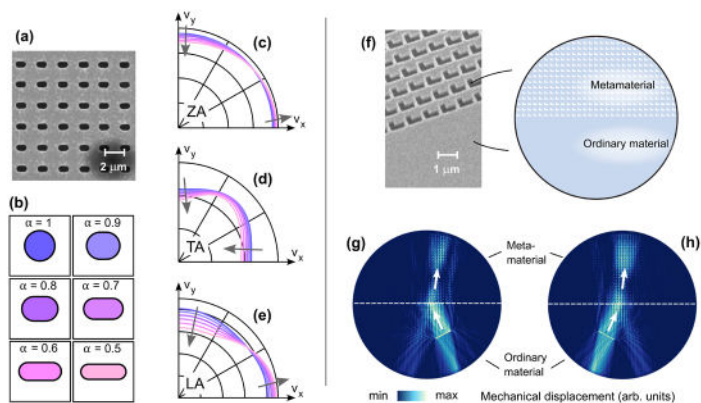 (a)
2 μm
(b)
α = 1
α = 0.9
α = 0.8
α = 0.7
α = 0.6
α = 0.5
v_y
(c)
ZA
v_x
v_y
(d)
TA
v_x
v_y
(e)
LA
v_x
(f)
1 μm
Metamaterial
Ordinary material
(g)
Meta-
material
(h)
Ordinary
material
min
max
Mechanical displacement (arb. units)